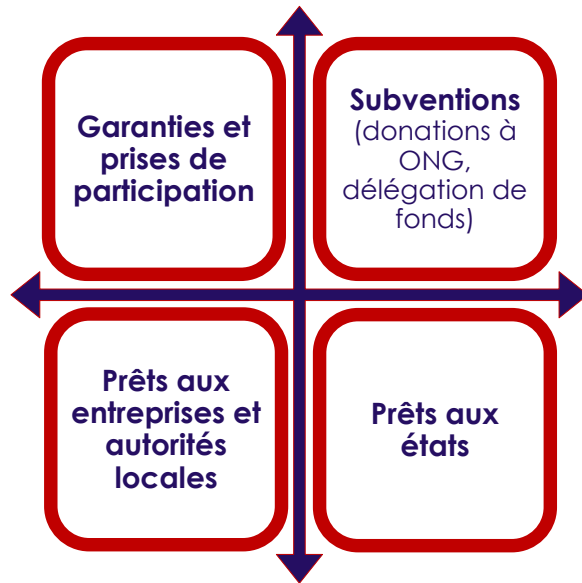 Garanties et
prises de
participation
Subventions
(donations à
ONG,
délégation de
fonds)
Prêts aux
entreprises et
autorités
locales
Prêts aux
états